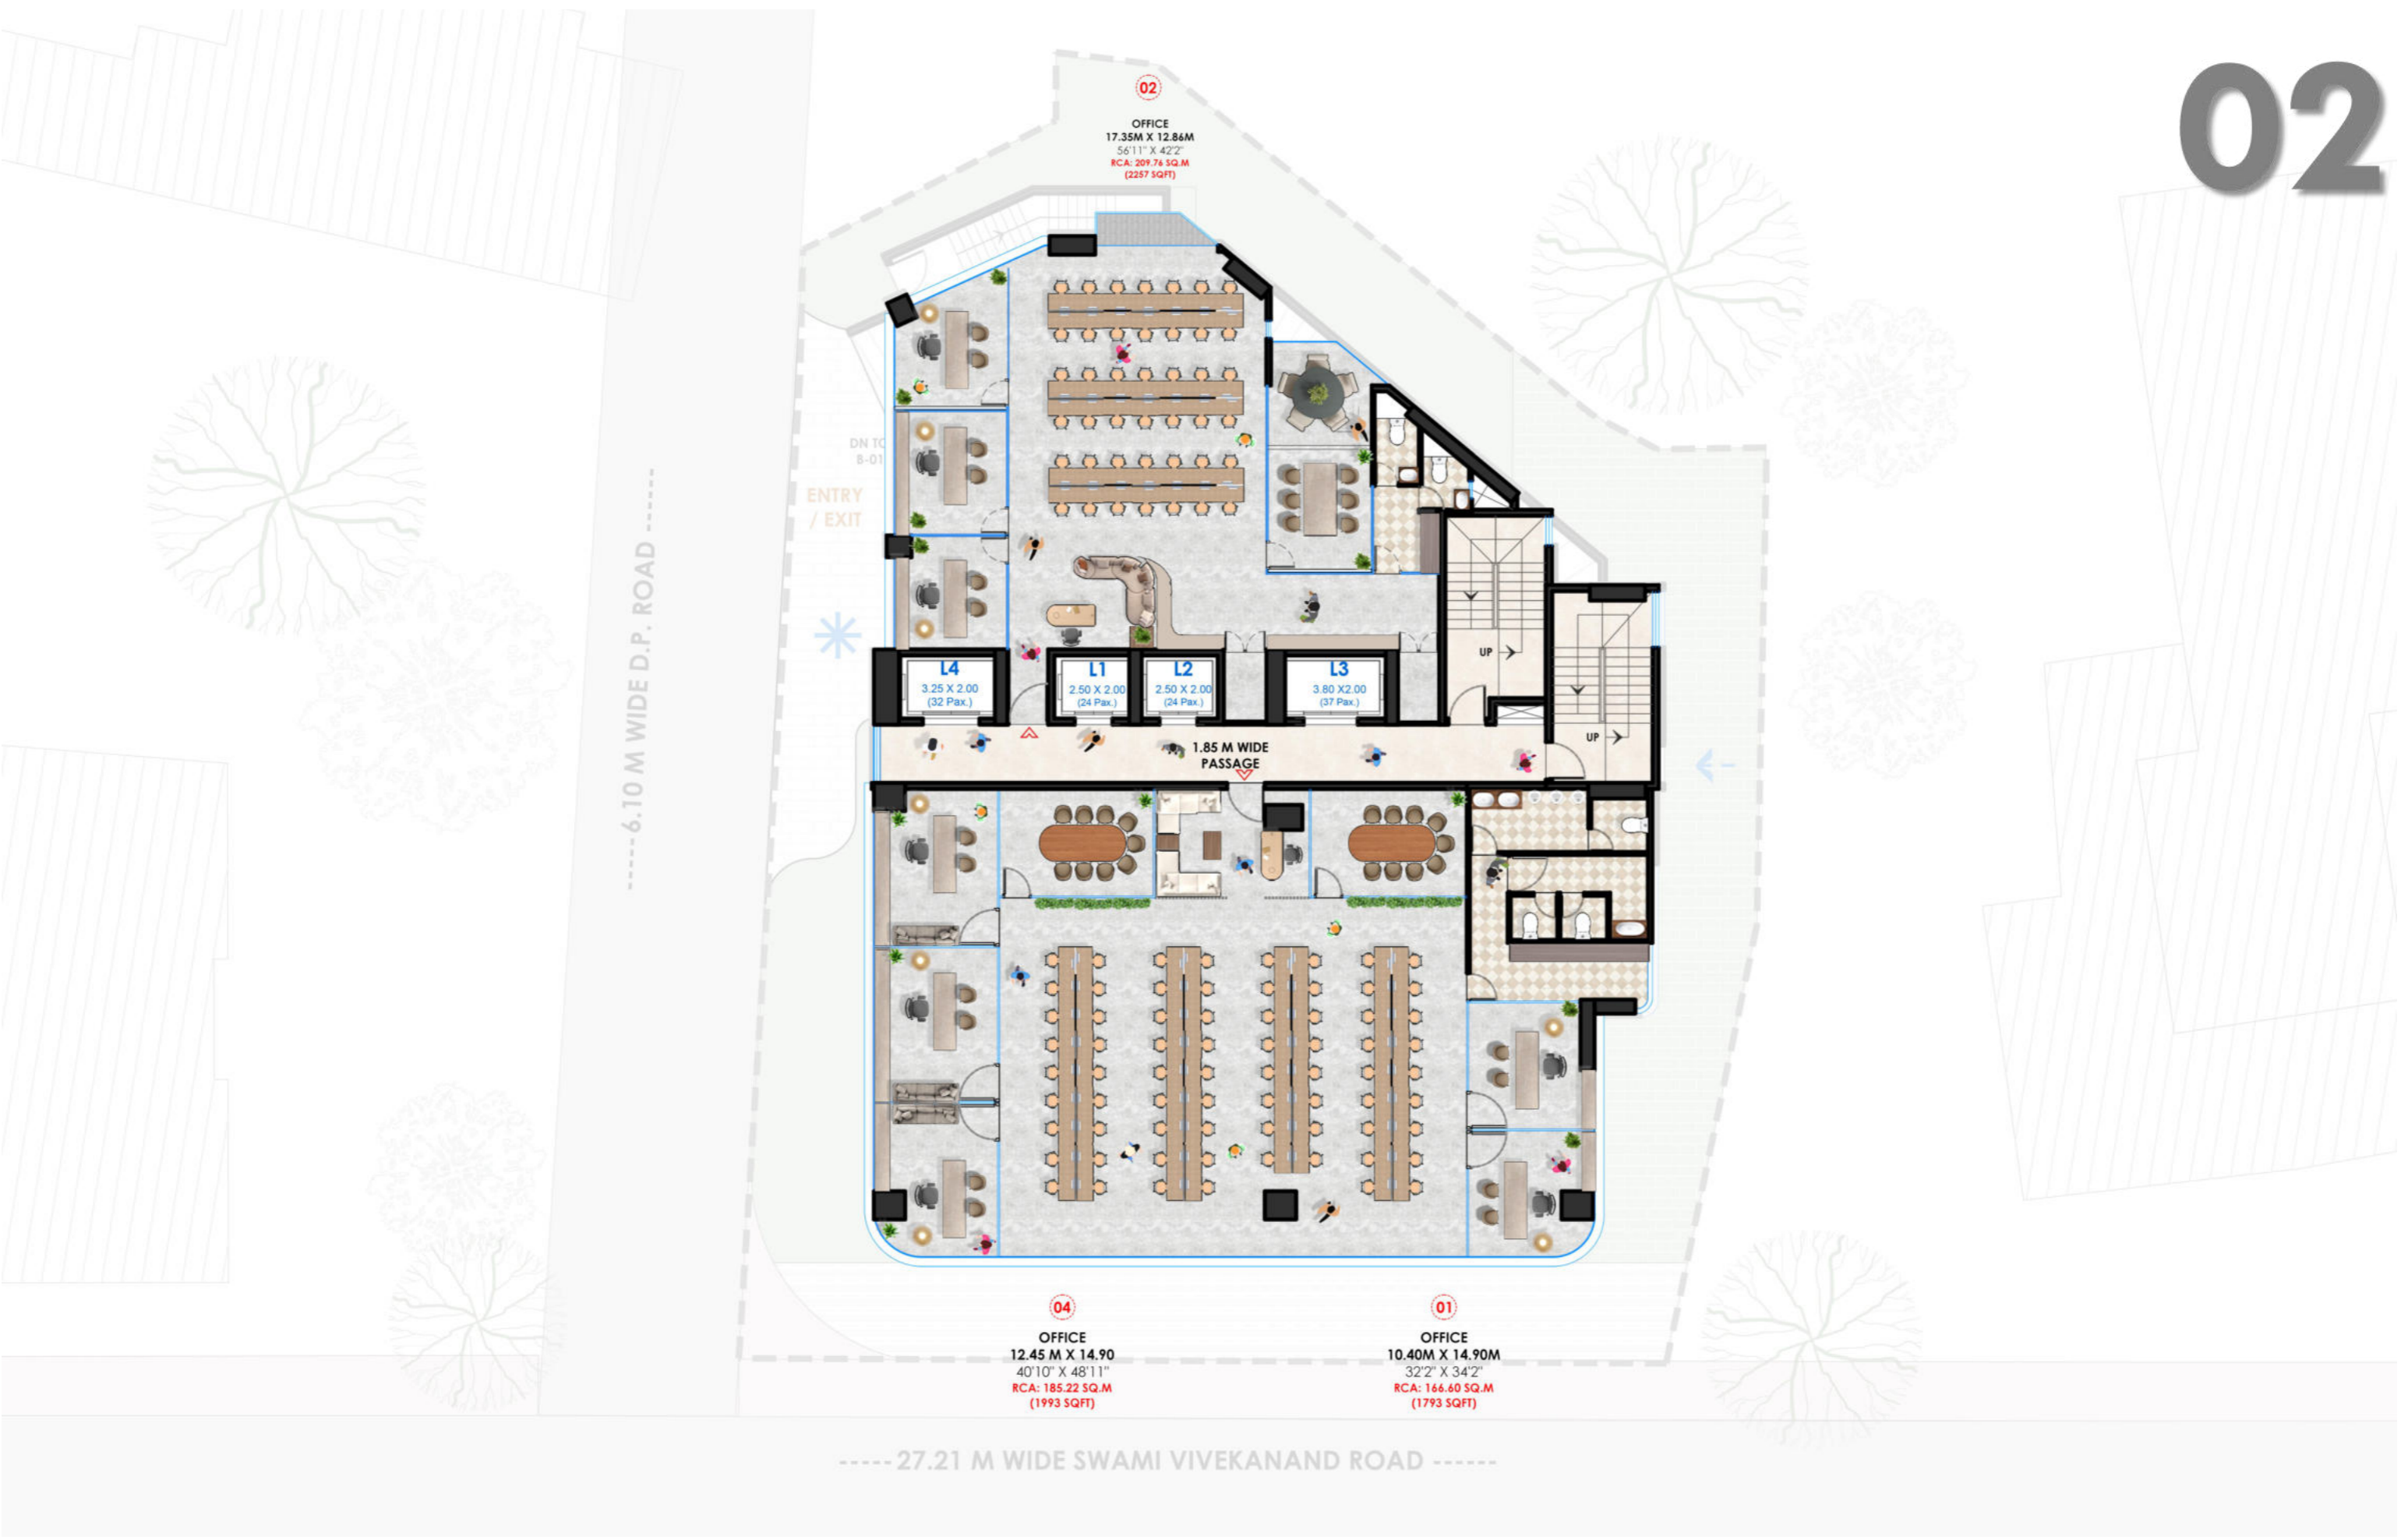 02
02
OFFICE
17.35M X 12.86M
56'11" X 42'2"
RCA: 209.76 SQ.M
(2257 SQFT)
DN TO
B-01
ENTRY
/ EXIT
-----6.10 M WIDE D.P. ROAD ------
L4
3.25 X 2.00
(32 Pax.)
L1
2.50 X 2.00
(24 Pax.)
L2
2.50 X 2.00
(24 Pax.)
L3
3.80 X2.00
(37 Pax.)
UP
UP
1.85 M WIDE
PASSAGE
04
OFFICE
12.45 M X 14.90
40'10" X 48'11"
RCA: 185.22 SQ.M
(1993 SQFT)
01
OFFICE
10.40M X 14.90M
32'2" X 34'2"
RCA: 166.60 SQ.M
(1793 SQFT)
-----27.21 M WIDE SWAMI VIVEKANAND ROAD ------